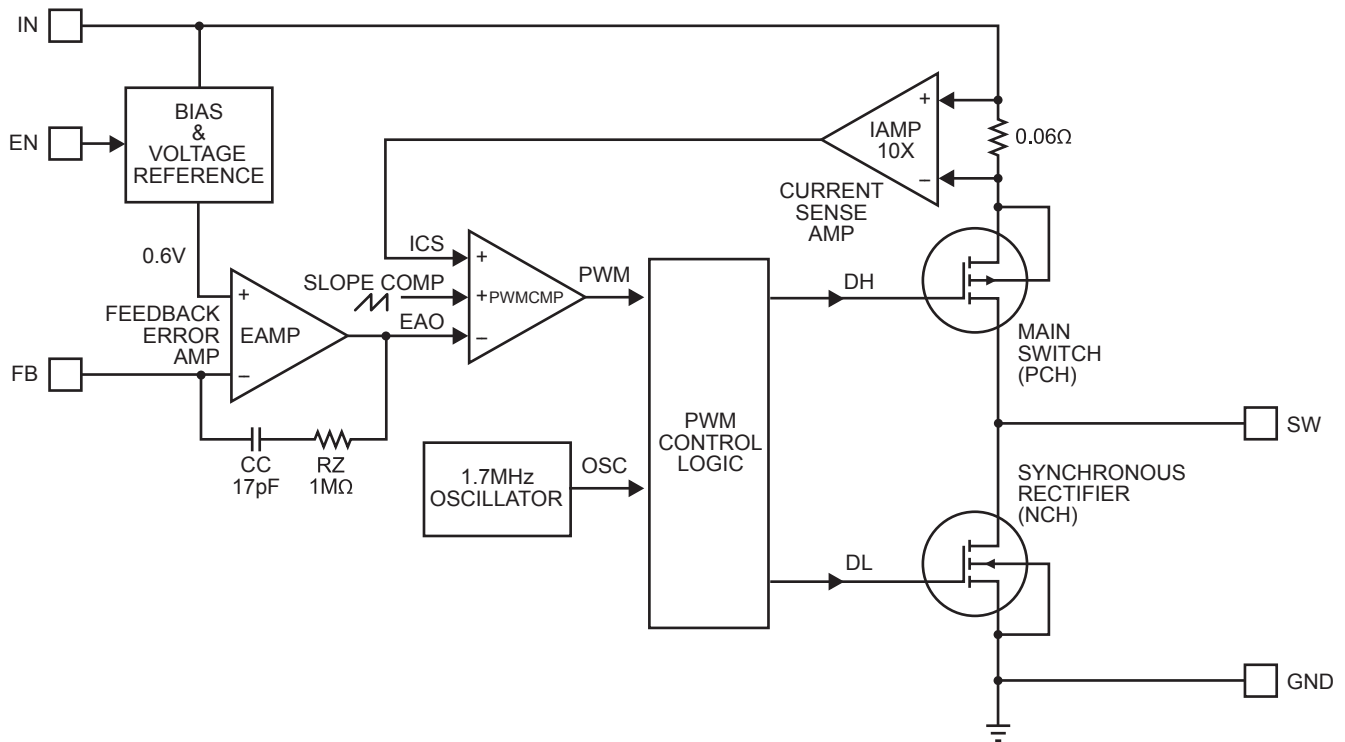 IN
BIAS
&
VOLTAGE
REFERENCE
EN
0.6V
FEEDBACK
ERROR
AMP
FB
+
EAMP
−
CC
17pF
RZ
1MΩ
ICS
SLOPE COMP
EAO
+
+
PWMCMP
−
PWM
1.7MHz
OSCILLATOR
OSC
PWM
CONTROL
LOGIC
+
IAMP
10X
−
CURRENT
SENSE
AMP
0.06Ω
DH
MAIN
SWITCH
(PCH)
SW
SYNCHRONOUS
RECTIFIER
(NCH)
DL
GND